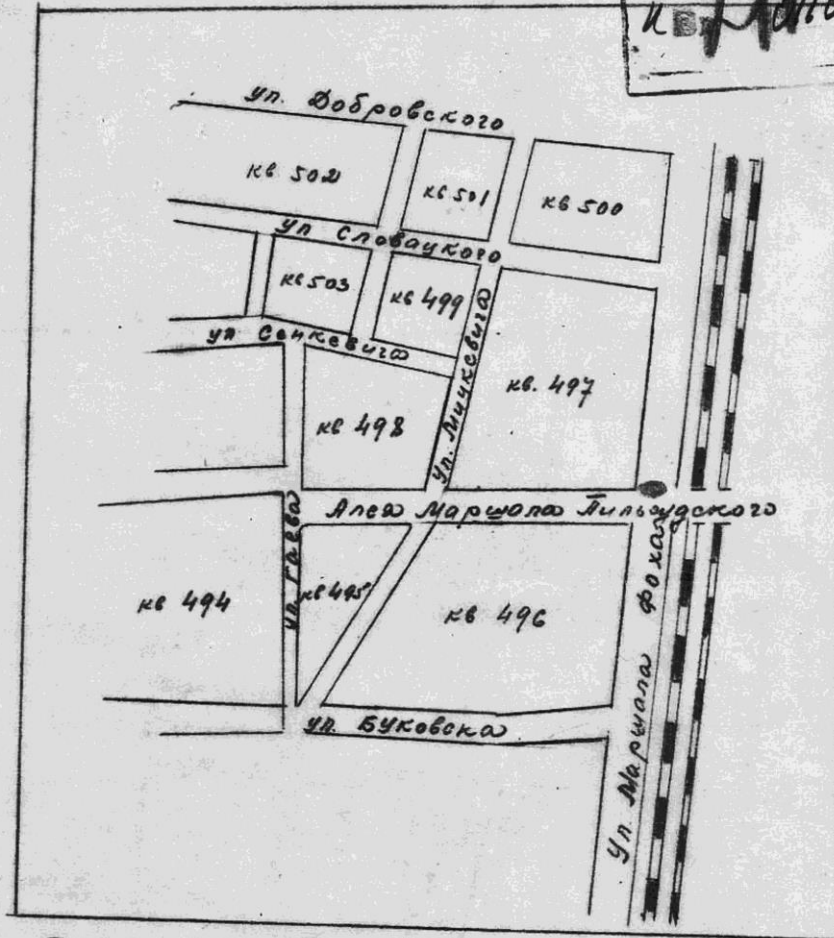 ул. Добровского
кв 502
кв 501
кв 500
ул Словацкого
кв 503
кв 499
ул Сенкевича
ул. Мицкевича
кв. 497
кв 498
Алея Маршала Пильсудского
ул. Гаева
кв 494
кв 495
кв 496
ул. Маршала Фоха
ул. Буковска